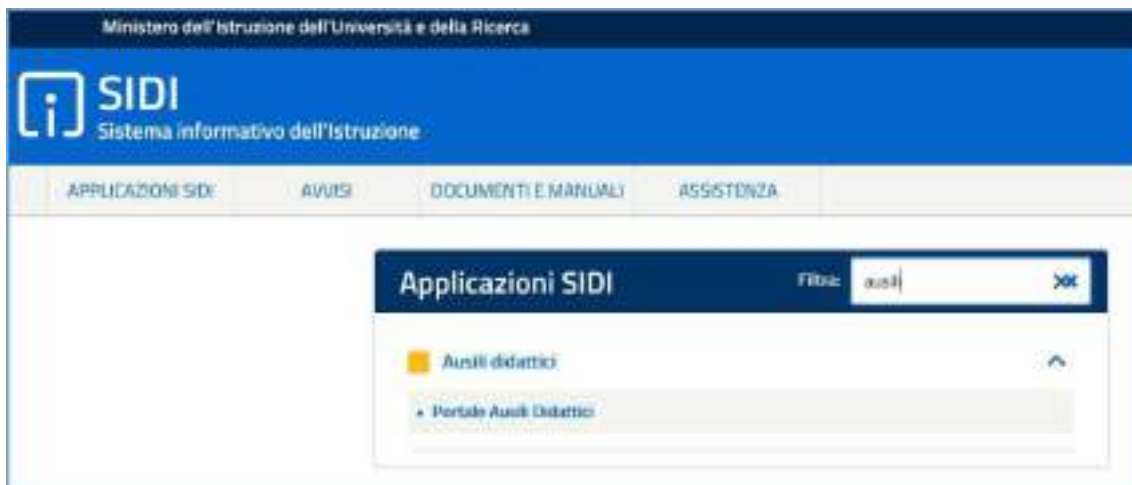 Ministero dell'Istruzione dell'Università e della Ricerca
SIDI
Sistema informativo dell'Istruzione
APPLICAZIONI SIDI AVVISI DOCUMENTI E MANUALI ASSISTENZA
Applicazioni SIDI Filtra: ausili
Ausili didattici
Portale Ausili Didattici